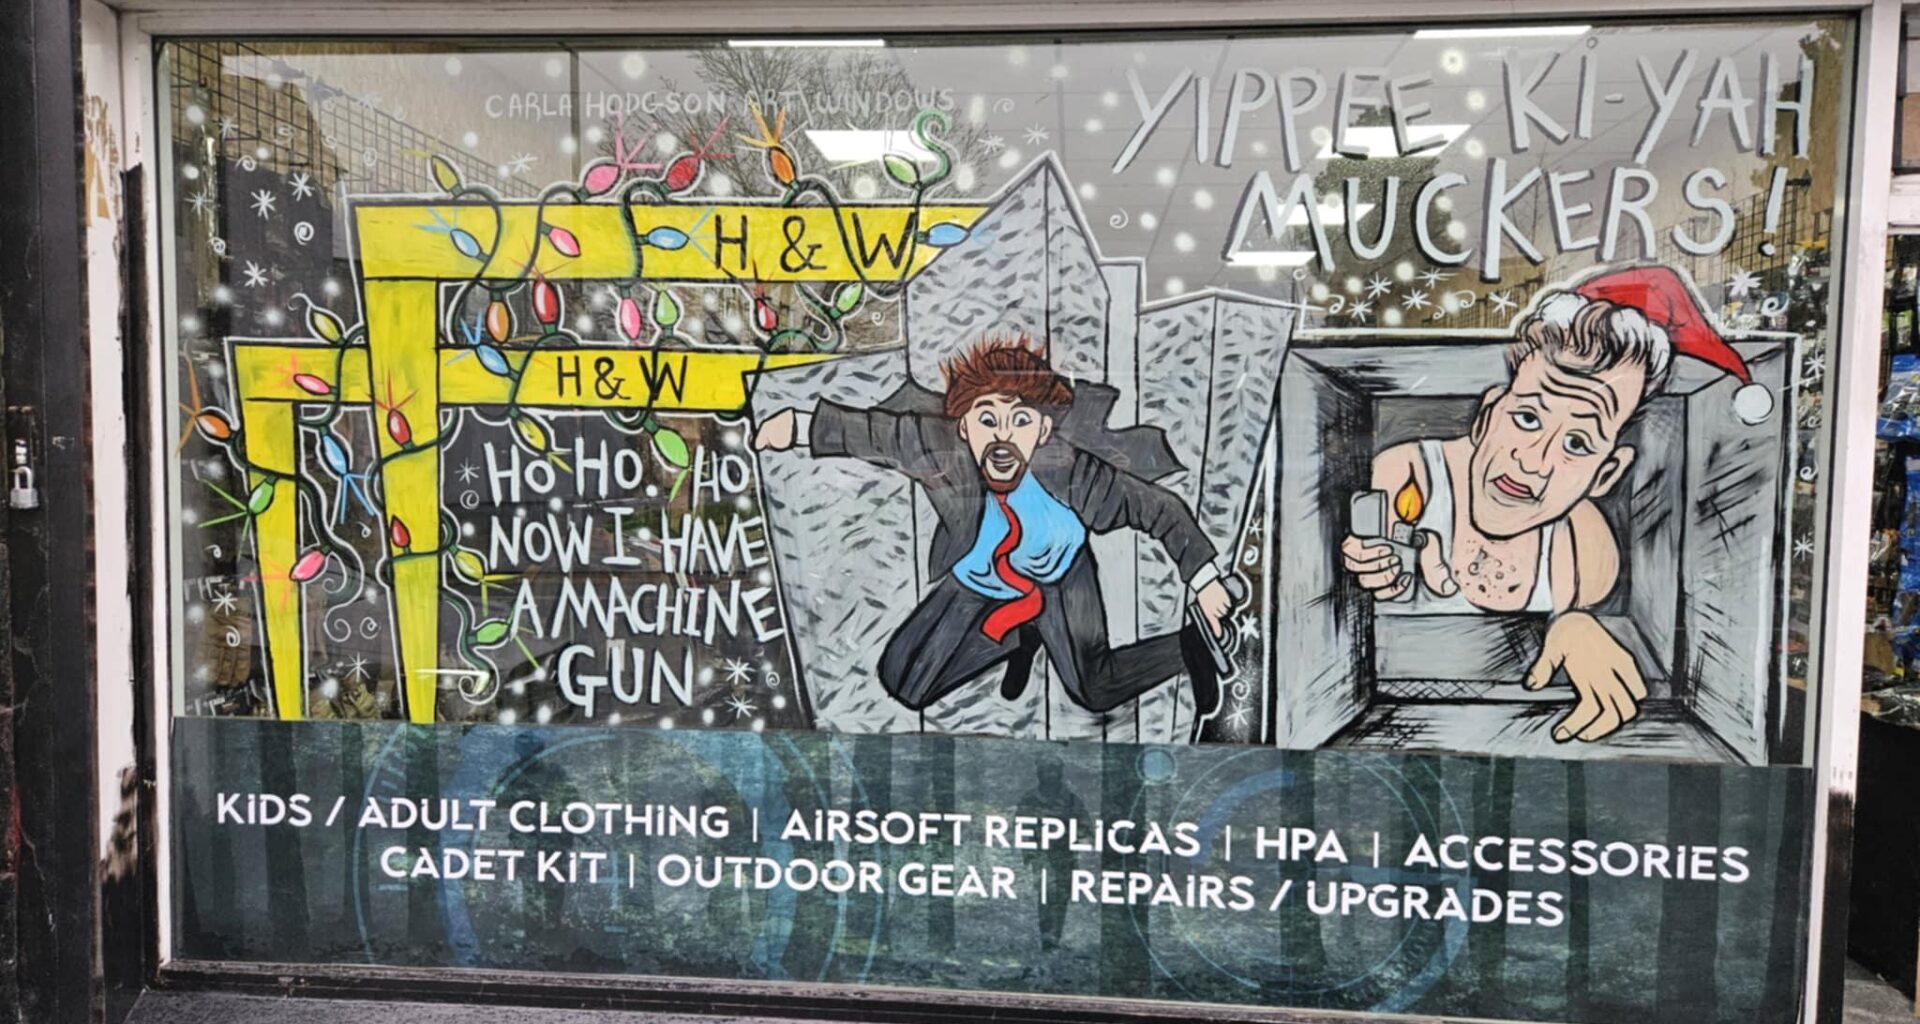 CARLA HODGSON ART WINDOWS
YIPPEE KI-YAH
MUCKERS!
H & W
H & W
HO HO. HO
NOW I HAVE
A MACHINE
GUN
KIDS / ADULT CLOTHING | AIRSOFT REPLICAS | HPA | ACCESSORIES
CADET KIT | OUTDOOR GEAR | REPAIRS / UPGRADES